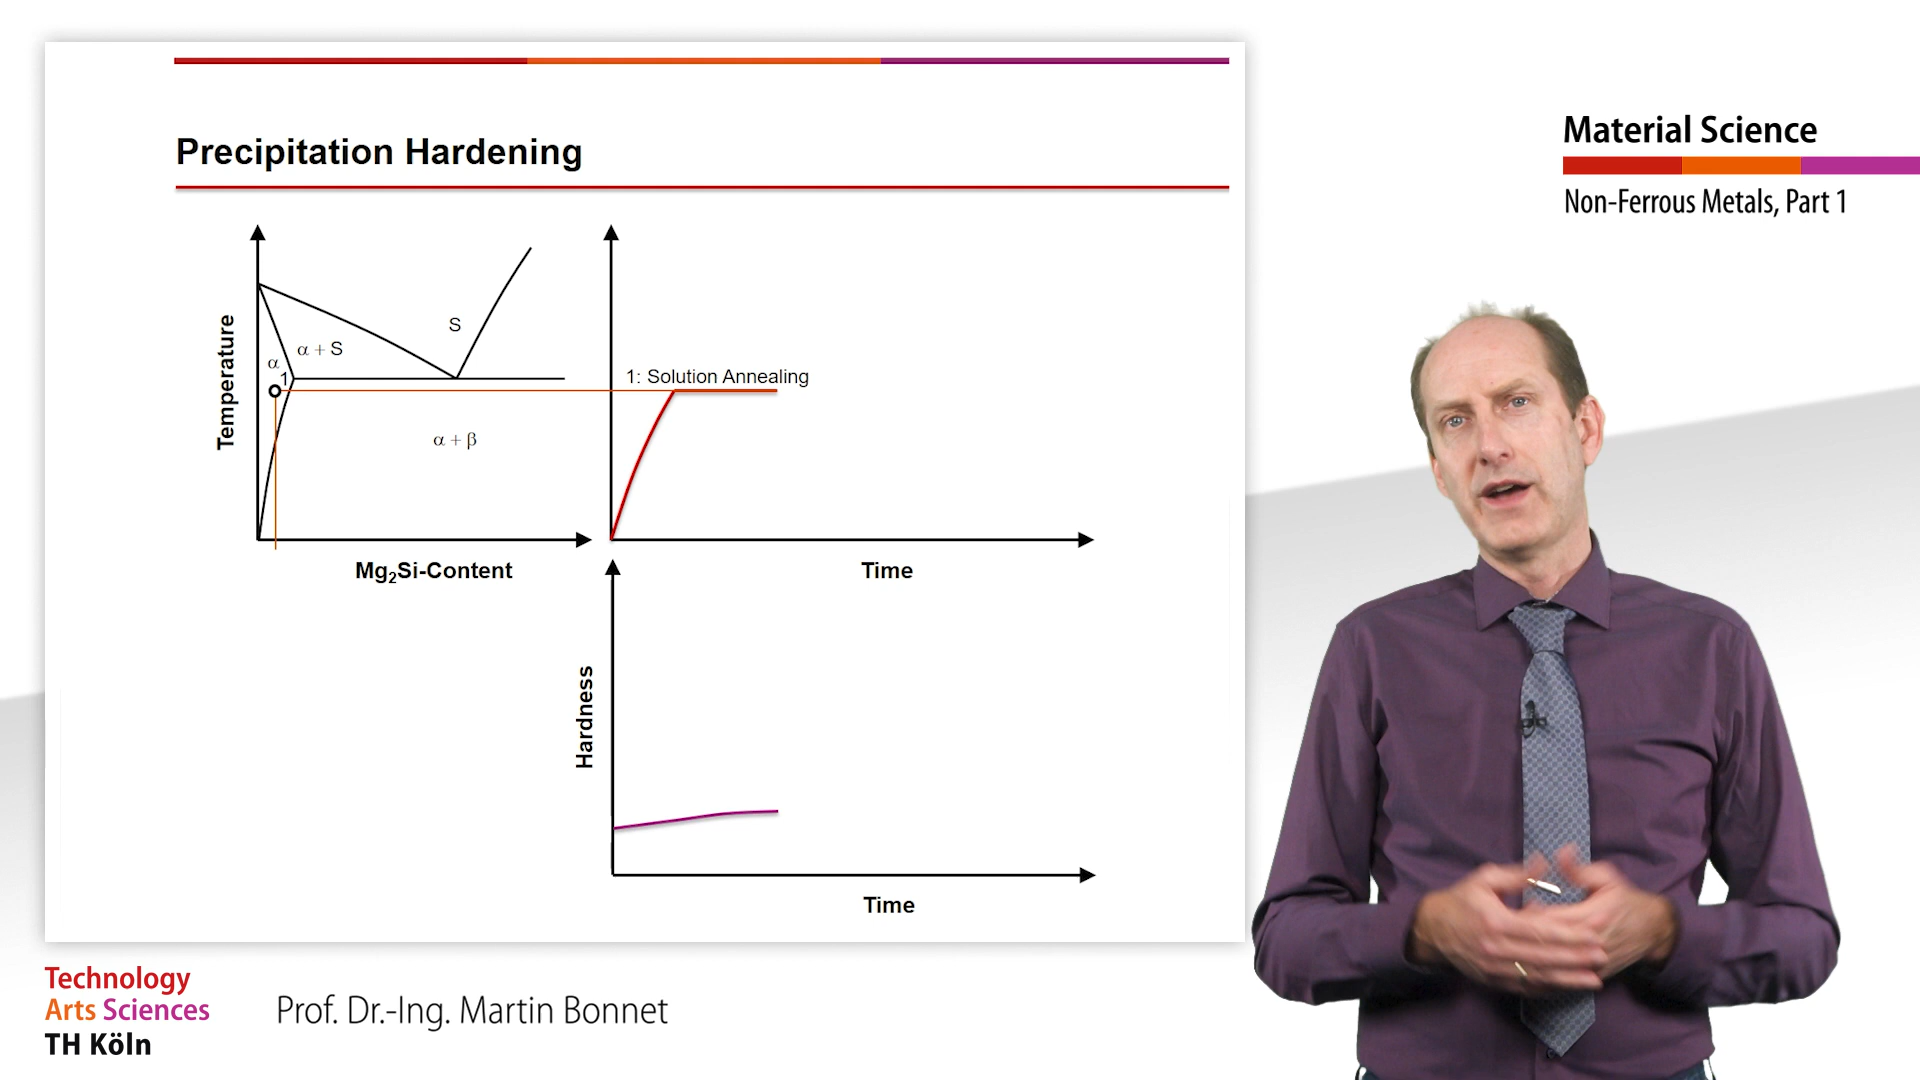 Precipitation Hardening
Temperature
α
α + S
S
1
α + β
Mg₂Si-Content
1: Solution Annealing
Time
Hardness
Time
Material Science
Non-Ferrous Metals, Part 1
Technology
Arts Sciences
TH Köln
Prof. Dr.-Ing. Martin Bonnet